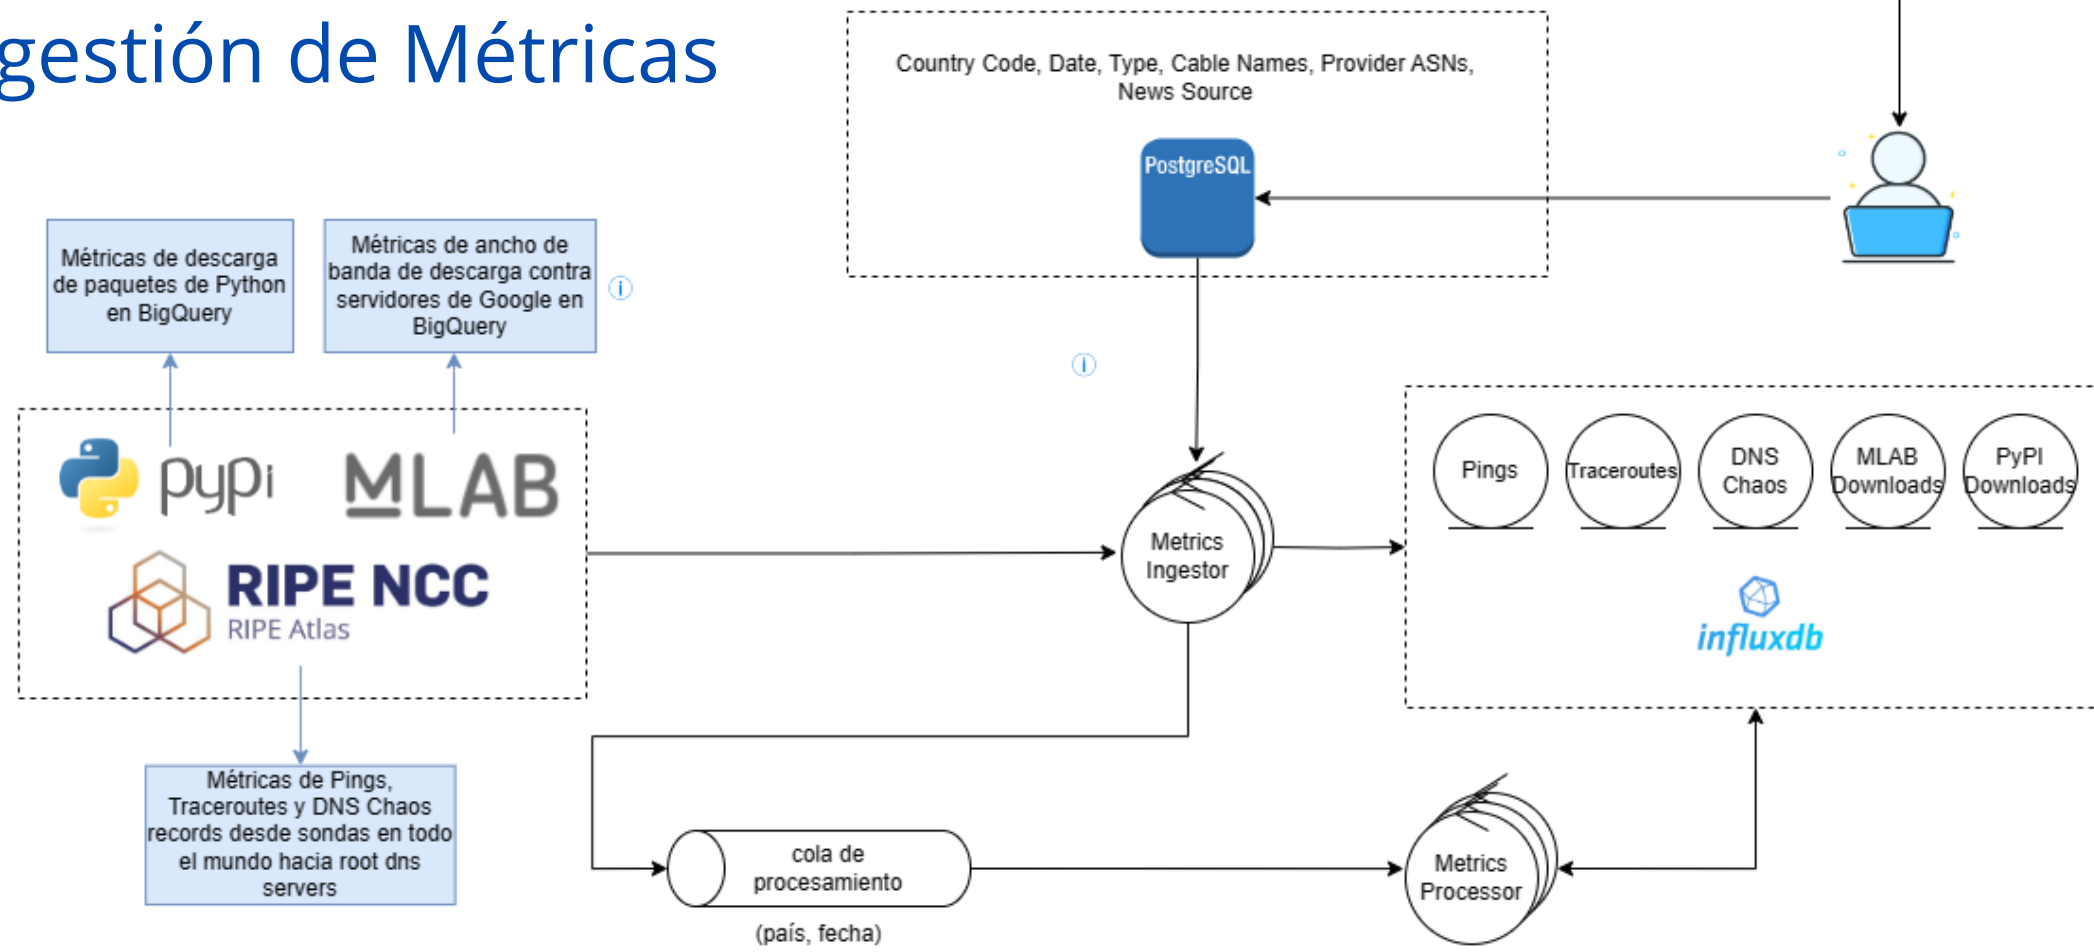 gestión de Métricas
Country Code, Date, Type, Cable Names, Provider ASNs,
News Source
PostgreSQL
Métricas de descarga
de paquetes de Python
en BigQuery
Métricas de ancho de
banda de descarga contra
servidores de Google en
BigQuery
i
i
pypi
MLAB
RIPE NCC
RIPE Atlas
Metrics
Ingestor
Pings
Traceroutes
DNS
Chaos
MLAB
Downloads
PyPI
Downloads
influxdb
Métricas de Pings,
Traceroutes y DNS Chaos
records desde sondas en todo
el mundo hacia root dns
servers
cola de
procesamiento
(país, fecha)
Metrics
Processor